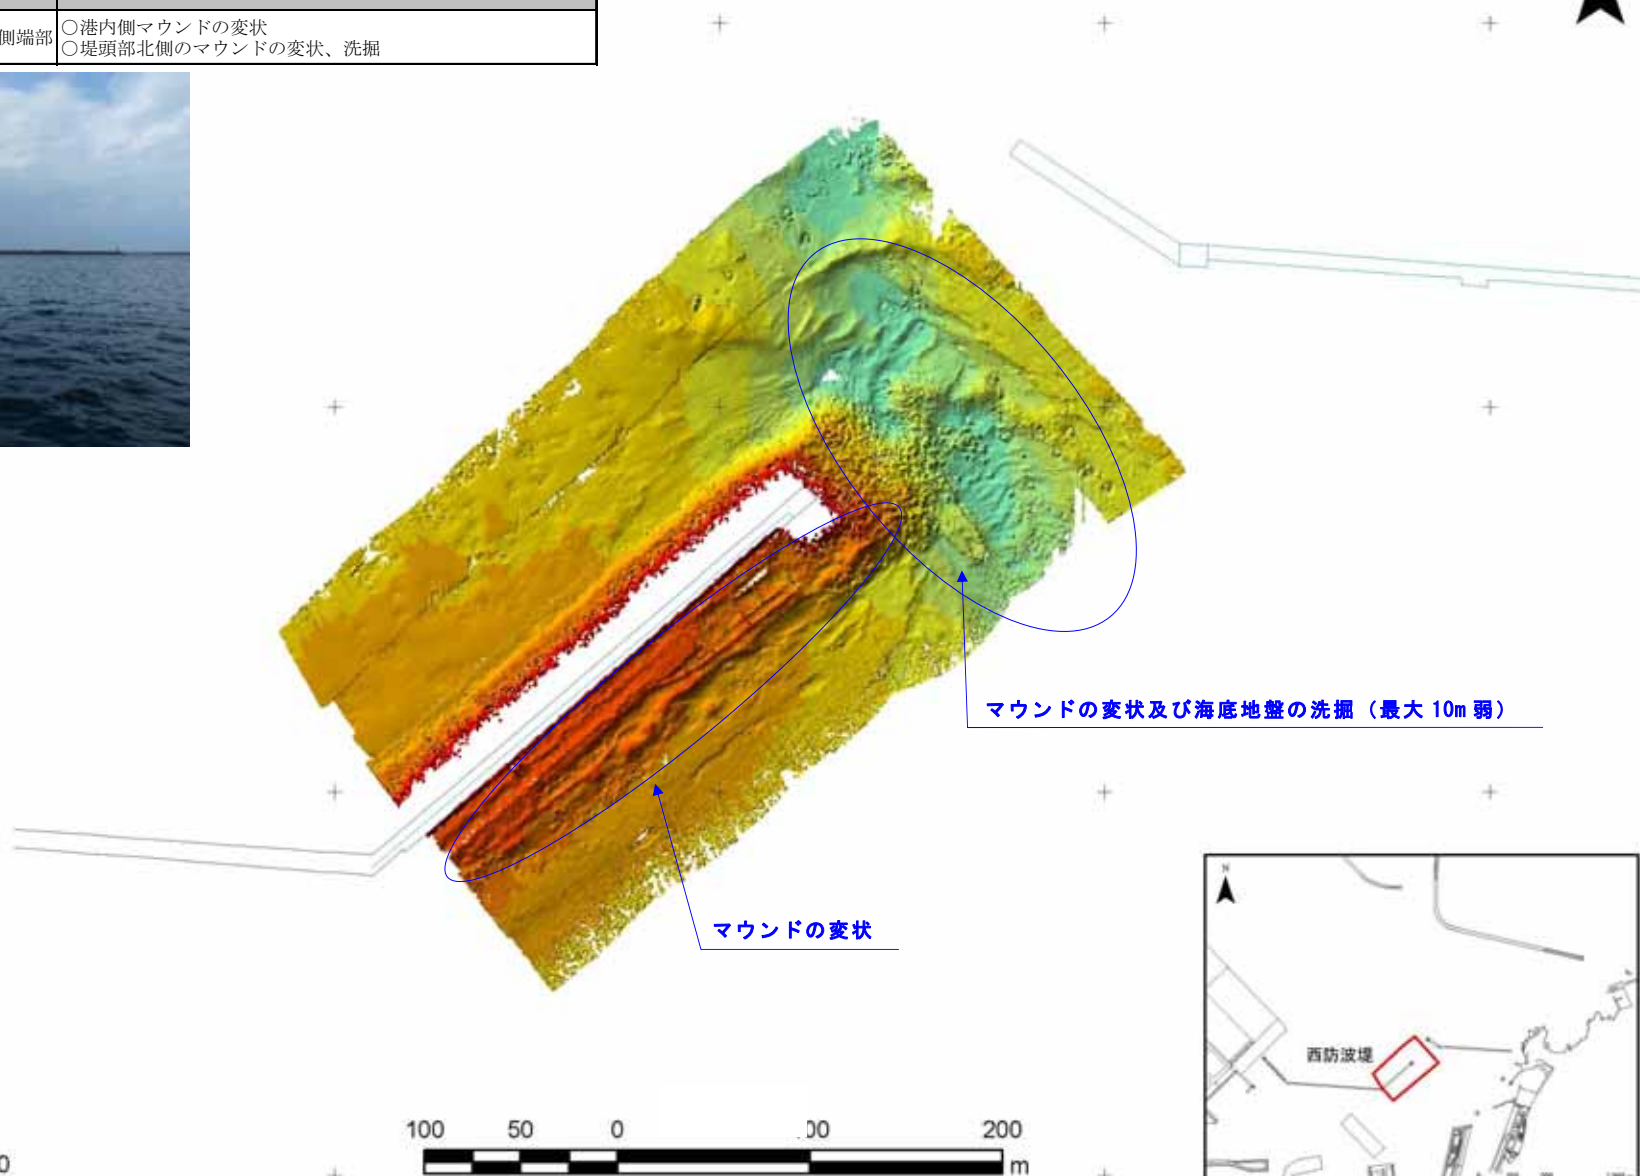 側端部
○港内側マウンドの変状
○堤頭部北側のマウンドの変状、洗掘
マウンドの変状及び海底地盤の洗掘（最大 10m 弱）
マウンドの変状
N
西防波堤
100 50 0 00 200
m
0